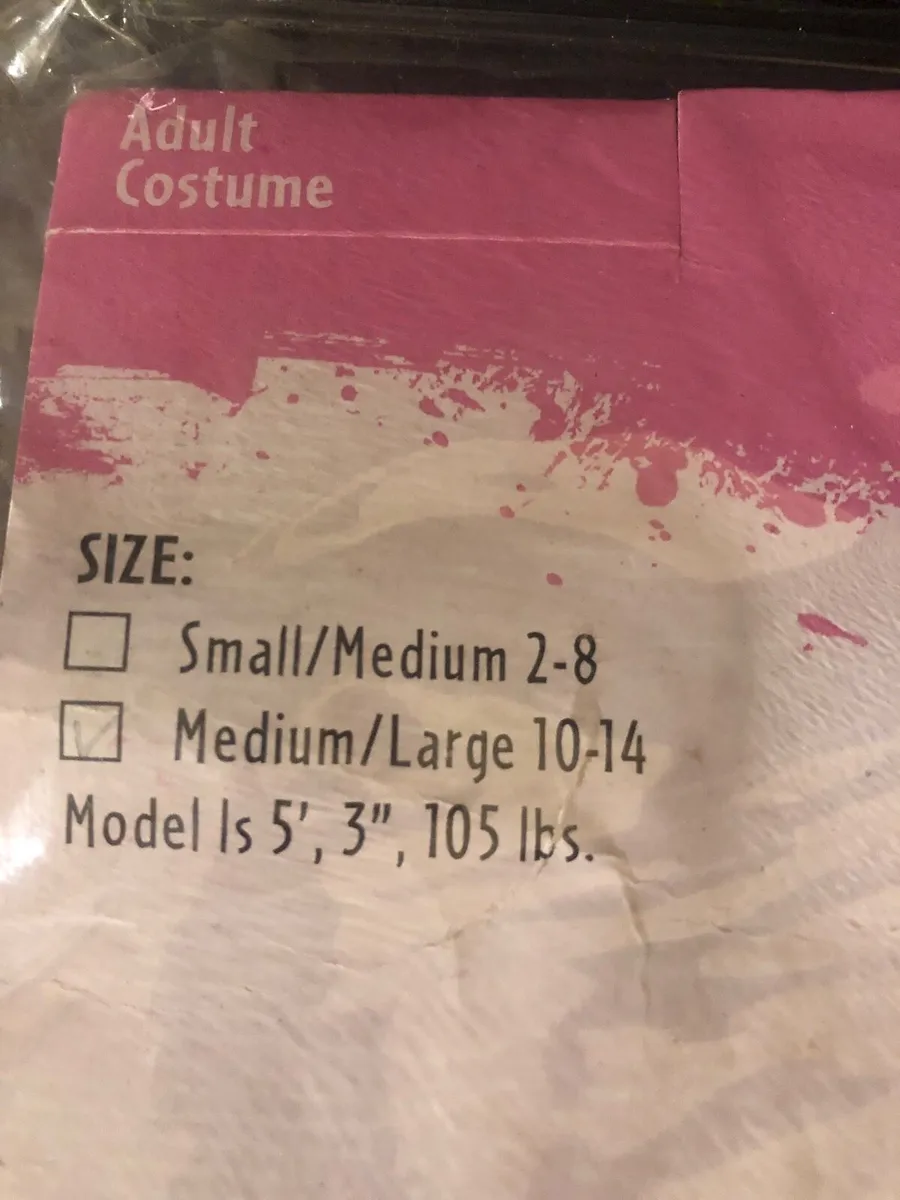 Adult
Costume
SIZE:
Small/Medium 2-8
Medium/Large 10-14
Model Is 5', 3", 105 lbs.